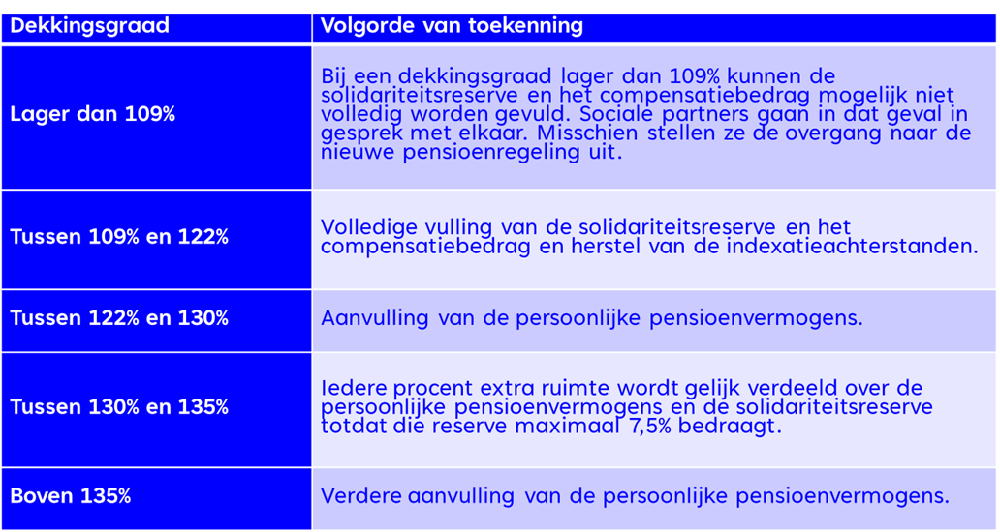 Dekkingsgraad
Volgorde van toekenning
Lager dan 109%
Bij een dekkingsgraad lager dan 109% kunnen de
solidariteitsreserve en het compensatiebedrag mogelijk niet
volledig worden gevuld. Sociale partners gaan in dat geval in
gesprek met elkaar. Misschien stellen ze de overgang naar de
nieuwe pensioenregeling uit.
Tussen 109% en 122%
Volledige vulling van de solidariteitsreserve en het
compensatiebedrag en herstel van de indexatieachterstanden.
Tussen 122% en 130%
Aanvulling van de persoonlijke pensioenvermogens.
Tussen 130% en 135%
Iedere procent extra ruimte wordt gelijk verdeeld over de
persoonlijke pensioenvermogens en de solidariteitsreserve
totdat die reserve maximaal 7,5% bedraagt.
Boven 135%
Verdere aanvulling van de persoonlijke pensioenvermogens.